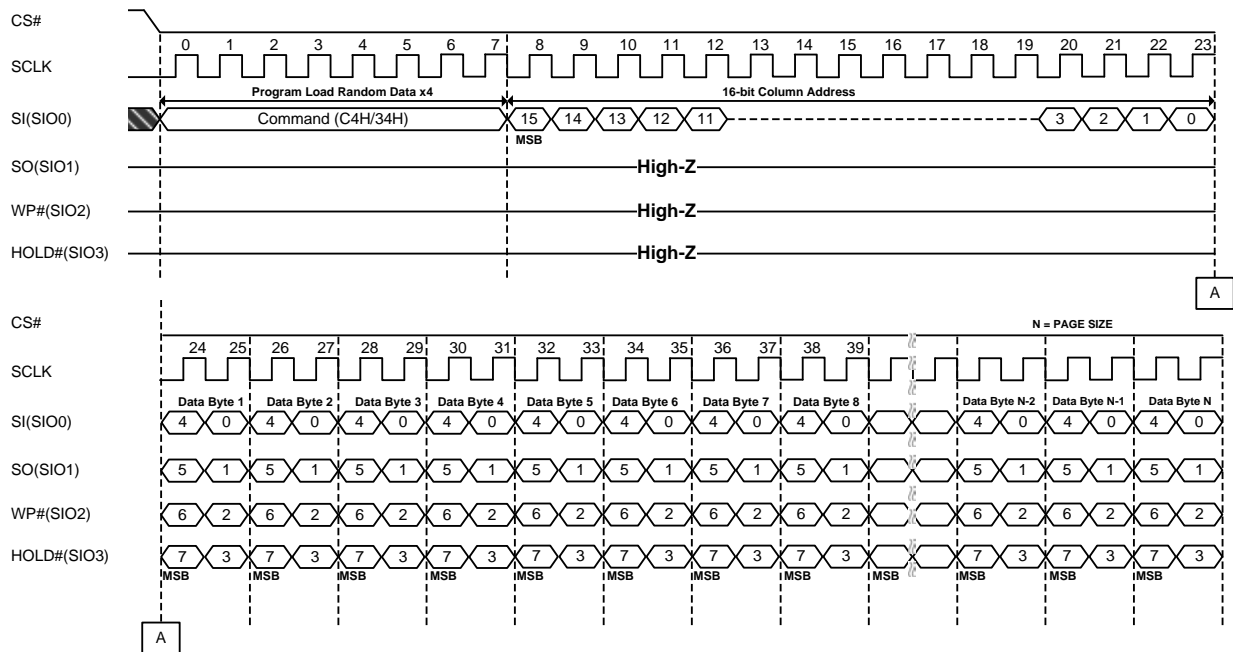 CS#
0 1 2 3 4 5 6 7 8 9 10 11 12 13 14 15 16 17 18 19 20 21 22 23
SCLK
Program Load Random Data x4 16-bit Column Address
SI(SIO0) Command (C4H/34H) 15 14 13 12 11 3 2 1 0
MSB
SO(SIO1) High-Z
WP#(SIO2) High-Z
HOLD#(SIO3) High-Z
A
CS# N = PAGE SIZE
24 25 26 27 28 29 30 31 32 33 34 35 36 37 38 39
SCLK
Data Byte 1 Data Byte 2 Data Byte 3 Data Byte 4 Data Byte 5 Data Byte 6 Data Byte 7 Data Byte 8 Data Byte N-2 Data Byte N-1 Data Byte N
SI(SIO0) 4 0 4 0 4 0 4 0 4 0 4 0 4 0 4 0 4 0 4 0 4 0
SO(SIO1) 5 1 5 1 5 1 5 1 5 1 5 1 5 1 5 1 5 1 5 1 5 1
WP#(SIO2) 6 2 6 2 6 2 6 2 6 2 6 2 6 2 6 2 6 2 6 2 6 2
HOLD#(SIO3) 7 3 7 3 7 3 7 3 7 3 7 3 7 3 7 3 7 3 7 3 7 3
MSB MSB MSB MSB MSB MSB MSB MSB MSB MSB MSB MSB
A